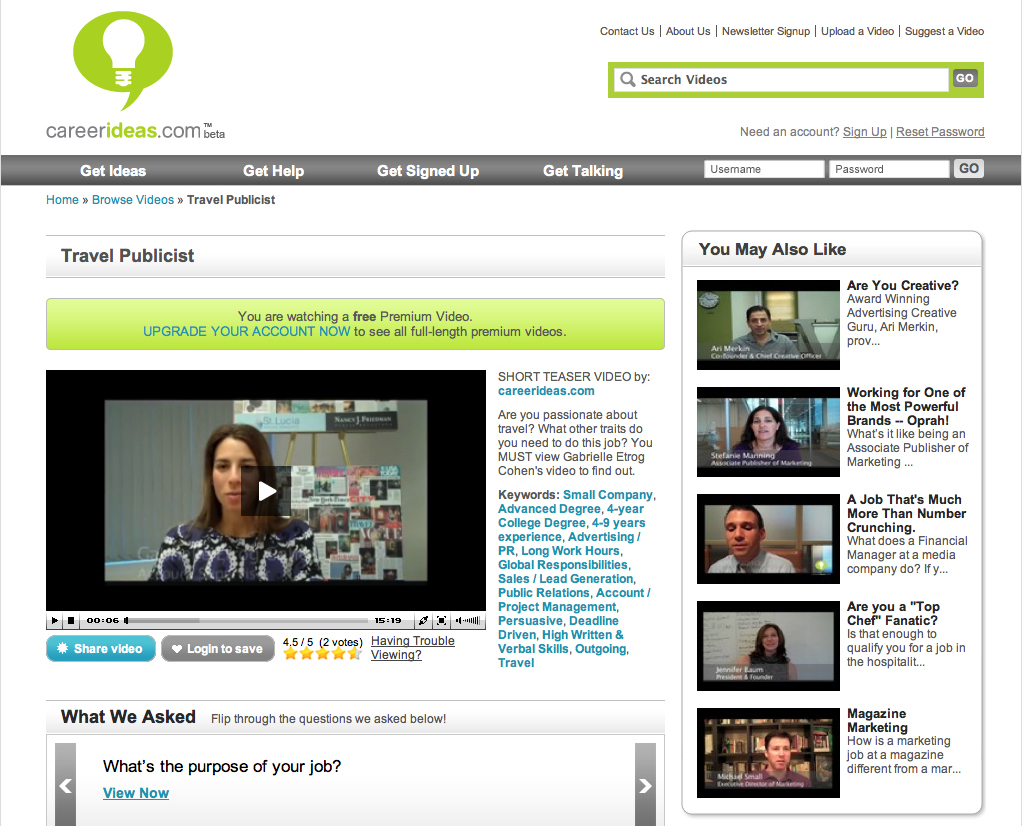 Contact Us | About Us | Newsletter Signup | Upload a Video | Suggest a Video
Search Videos
GO
careerideas.com™
beta
Need an account? Sign Up | Reset Password
Get Ideas
Get Help
Get Signed Up
Get Talking
Username
Password
GO
Home » Browse Videos » Travel Publicist
Travel Publicist
You are watching a free Premium Video.
UPGRADE YOUR ACCOUNT NOW to see all full-length premium videos.
St. Lucia
NANCY J. FRIEDMAN
00:06
15:19
Share video
Login to save
4.5 / 5 (2 votes)
Having Trouble
Viewing?
SHORT TEASER VIDEO by:
careerideas.com
Are you passionate about
travel? What other traits do
you need to do this job? You
MUST view Gabrielle Etrog
Cohen's video to find out.
Keywords: Small Company,
Advanced Degree, 4-year
College Degree, 4-9 years
experience, Advertising /
PR, Long Work Hours,
Global Responsibilities,
Sales / Lead Generation,
Public Relations, Account /
Project Management,
Persuasive, Deadline
Driven, High Written &
Verbal Skills, Outgoing,
Travel
What We Asked
Flip through the questions we asked below!
What's the purpose of your job?
View Now
You May Also Like
Ari Merkin
Co-Founder & Chief Creative Officer
Are You Creative?
Award Winning
Advertising Creative
Guru, Ari Merkin,
prov...
Stefanie Manning
Associate Publisher of Marketing
Working for One of
the Most Powerful
Brands -- Oprah!
What's it like being an
Associate Publisher of
Marketing ...
A Job That's Much
More Than Number
Crunching.
What does a Financial
Manager at a media
company do? If y...
Jennifer Baum
President & Founder
Are you a "Top
Chef" Fanatic?
Is that enough to
qualify you for a job in
the hospitalit...
Michael Small
Executive Director of Marketing
Magazine
Marketing
How is a marketing
job at a magazine
different from a mar...